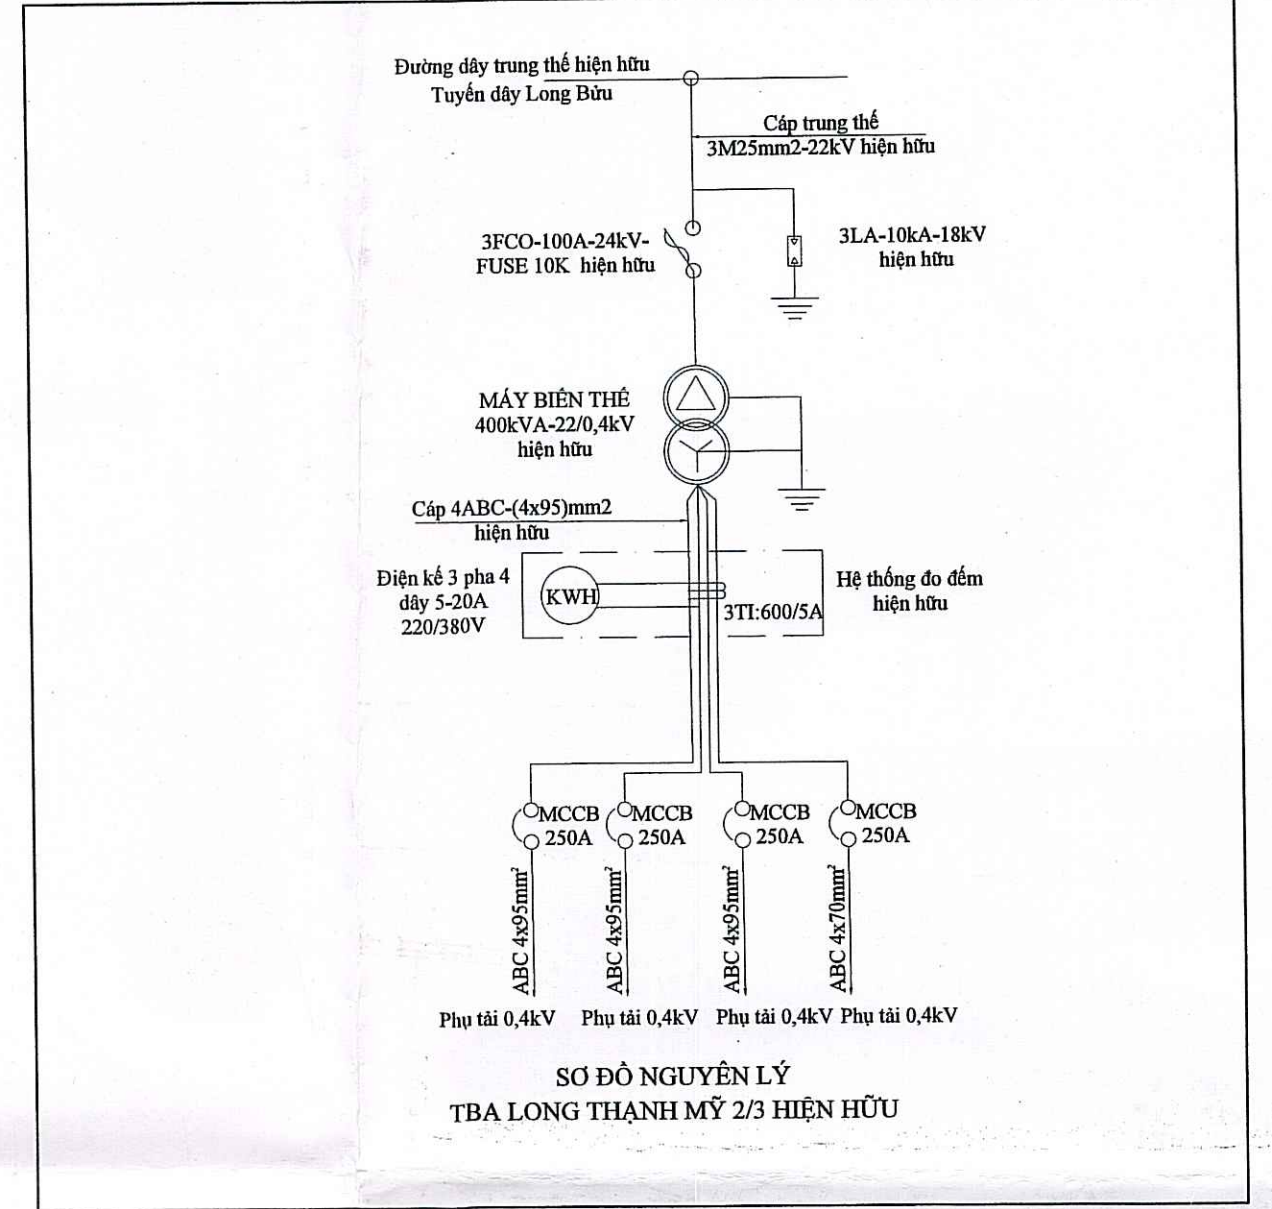 Đường dây trung thế hiện hữu
Tuyến dây Long Bửu
Cáp trung thế
3M25mm2-22kV hiện hữu
3FCO-100A-24kV-
FUSE 10K hiện hữu
3LA-10kA-18kV
hiện hữu
MÁY BIẾN THẾ
400kVA-22/0,4kV
hiện hữu
Cáp 4ABC-(4x95)mm2
hiện hữu
Điện kế 3 pha 4
dây 5-20A
220/380V
KWH
3TI:600/5A
Hệ thống đo đếm
hiện hữu
MCCB
250A
MCCB
250A
MCCB
250A
MCCB
250A
ABC 4x95mm²
ABC 4x95mm²
ABC 4x95mm²
ABC 4x70mm²
Phụ tải 0,4kV
Phụ tải 0,4kV
Phụ tải 0,4kV
Phụ tải 0,4kV
SƠ ĐỒ NGUYÊN LÝ
TBA LONG THẠNH MỸ 2/3 HIỆN HỮU